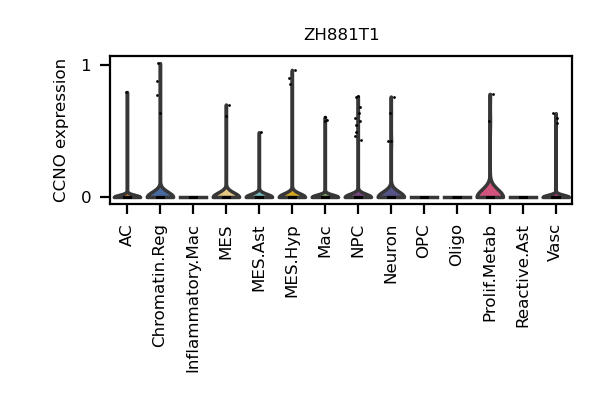 ZH881T1
CCNO expression
1
0
AC
Chromatin.Reg
Inflammatory.Mac
MES
MES.Ast
MES.Hyp
Mac
NPC
Neuron
OPC
Oligo
Prolif.Metab
Reactive.Ast
Vasc